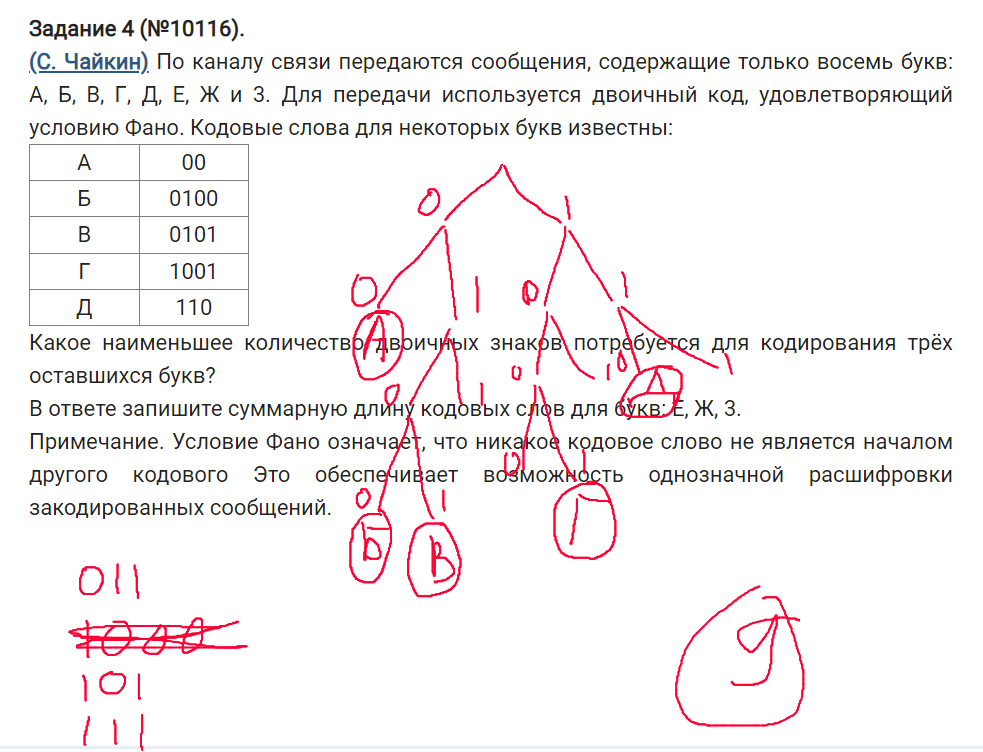 Задание 4 (№10116).
(С. Чайкин) По каналу связи передаются сообщения, содержащие только восемь букв:
А, Б, В, Г, Д, Е, Ж и З. Для передачи используется двоичный код, удовлетворяющий
условию Фано. Кодовые слова для некоторых букв известны:
А 00
Б 0100
В 0101
Г 1001
Д 110
0 1
0 1 0 1
А
0 1 0 1 0 Д 1
0 1 0 1
Б В Г
Какое наименьшее количество двоичных знаков потребуется для кодирования трёх
оставшихся букв?
В ответе запишите суммарную длину кодовых слов для букв: Е, Ж, З.
Примечание. Условие Фано означает, что никакое кодовое слово не является началом
другого кодового Это обеспечивает возможность однозначной расшифровки
закодированных сообщений.
011
1000
101
111
9